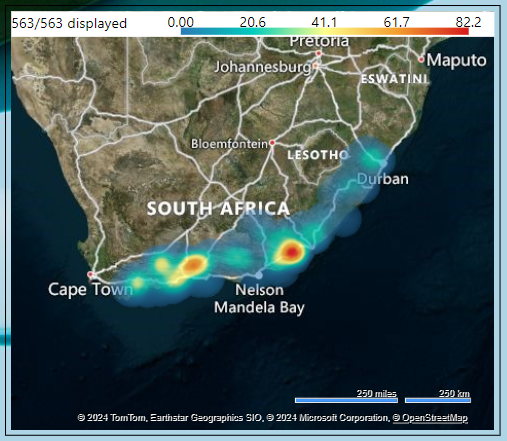 563/563 displayed
0.00 20.6 41.1 61.7 82.2
Pretoria
Johannesburg
Maputo
ESWATINI
Bloemfontein
LESOTHO
Durban
SOUTH AFRICA
Cape Town
Nelson
Mandela Bay
250 miles 250 km
© 2024 TomTom, Earthstar Geographics SIO, © 2024 Microsoft Corporation, © OpenStreetMap